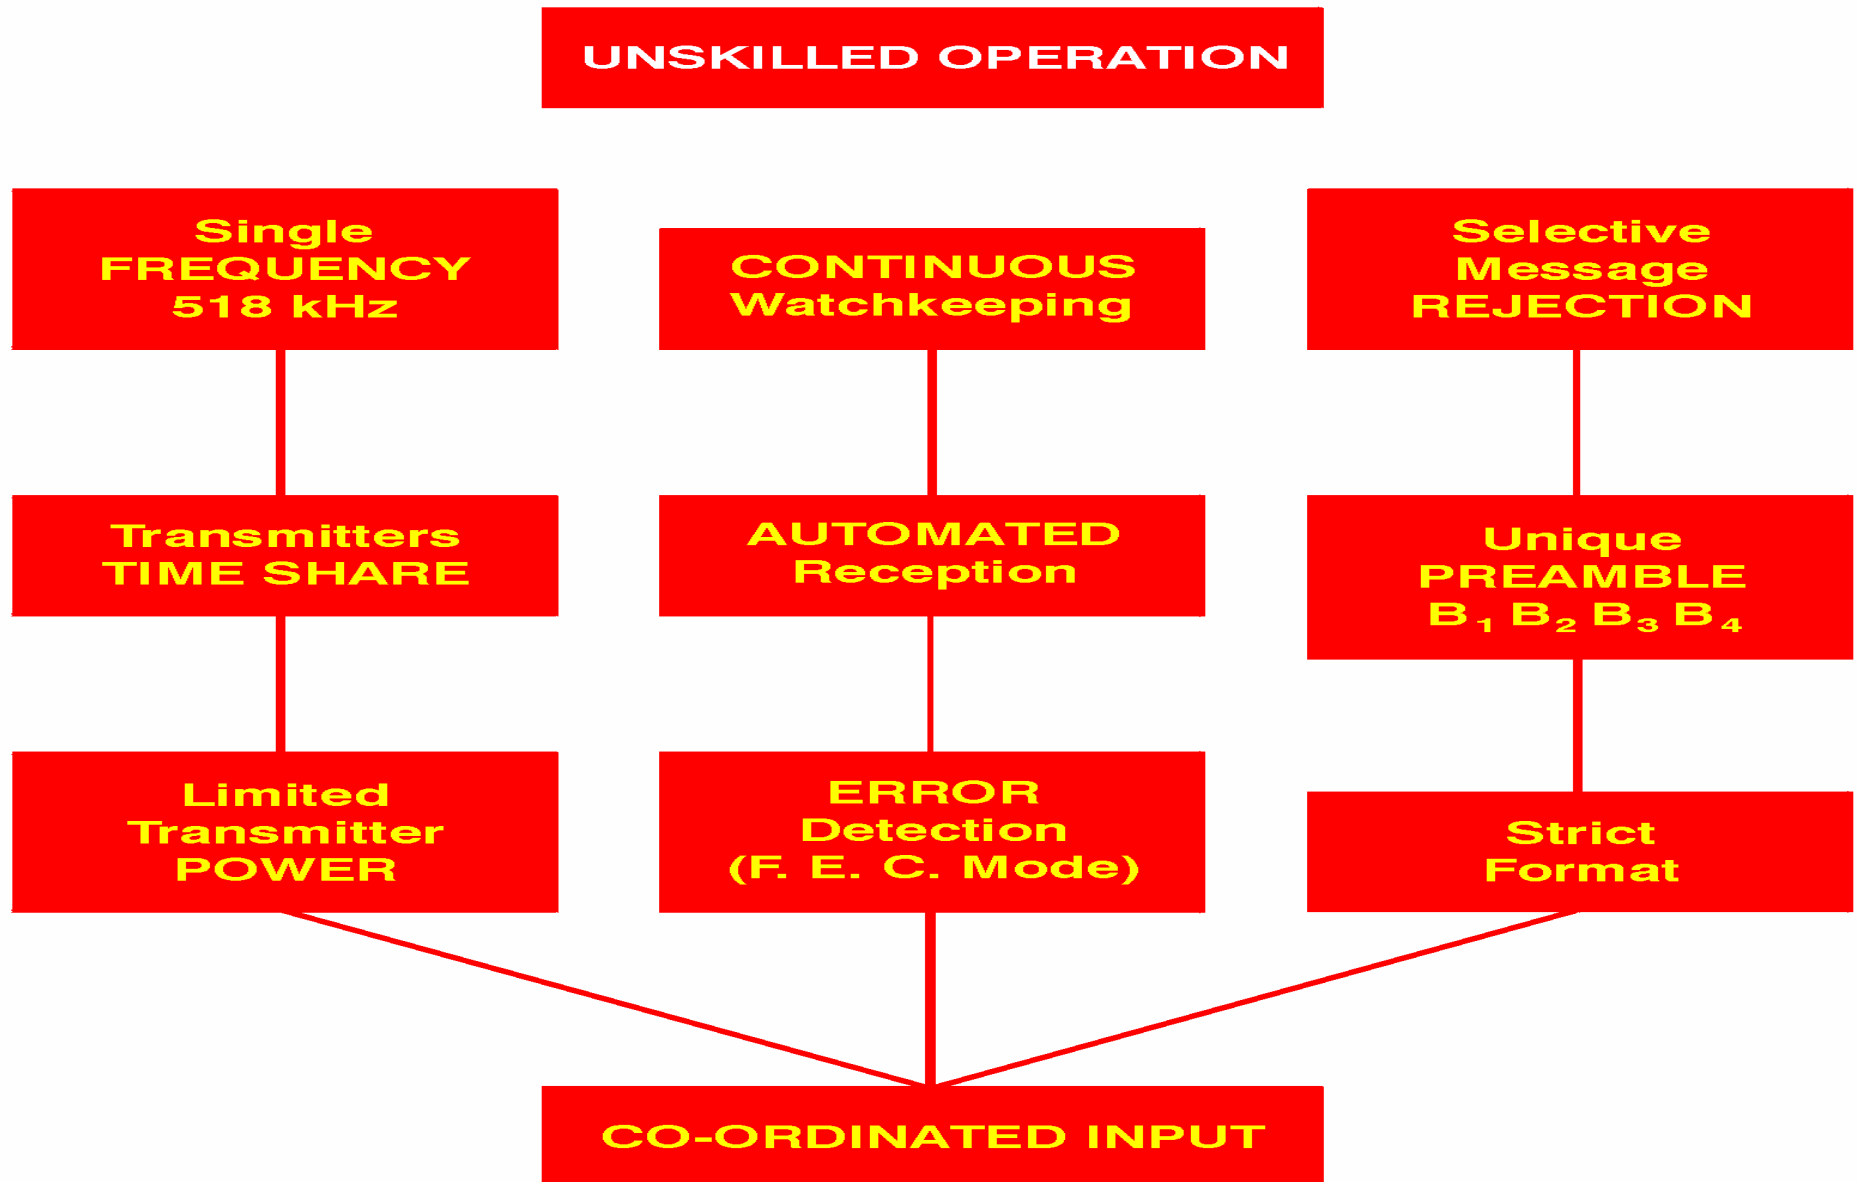 UNSKILLED OPERATION
Single
FREQUENCY
518 kHz
CONTINUOUS
Watchkeeping
Selective
Message
REJECTION
Transmitters
TIME SHARE
AUTOMATED
Reception
Unique
PREAMBLE
B₁ B₂ B₃ B₄
Limited
Transmitter
POWER
ERROR
Detection
(F. E. C. Mode)
Strict
Format
CO-ORDINATED INPUT